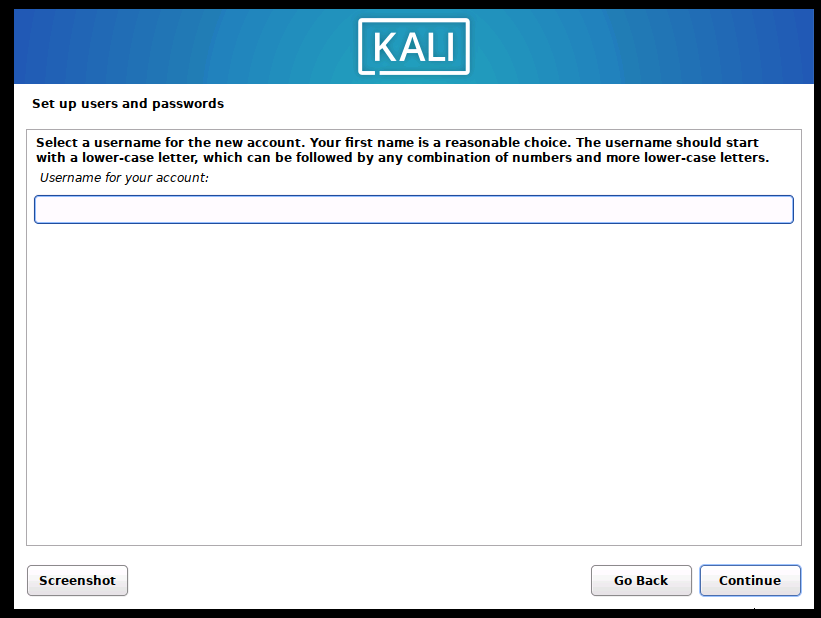 KALI
Set up users and passwords
Select a username for the new account. Your first name is a reasonable choice. The username should start
with a lower-case letter, which can be followed by any combination of numbers and more lower-case letters.
Username for your account:
Screenshot
Go Back
Continue